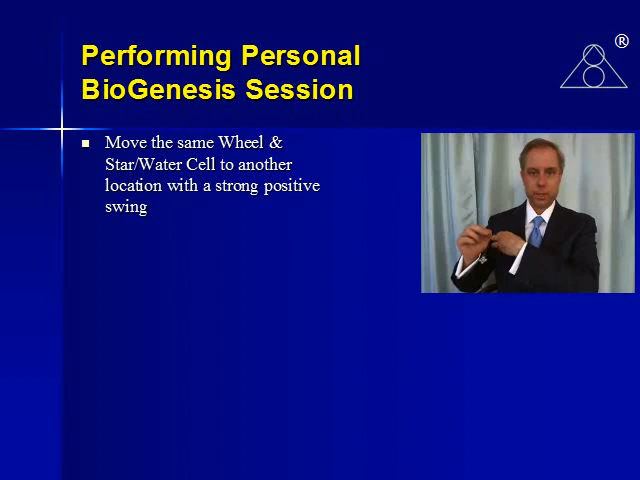 Performing Personal
BioGenesis Session
®
Move the same Wheel &
Star/Water Cell to another
location with a strong positive
swing